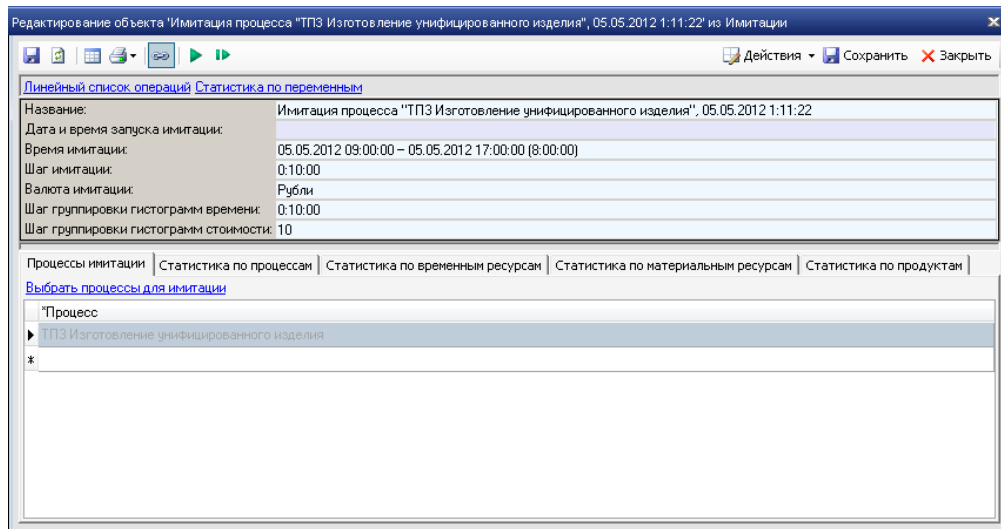 Редактирование объекта 'Имитация процесса "ТП3 Изготовление унифицированного изделия", 05.05.2012 1:11:22' из Имитации
Действия Сохранить Закрыть
Линейный список операций Статистика по переменным
Название: Имитация процесса "ТП3 Изготовление унифицированного изделия", 05.05.2012 1:11:22
Дата и время запуска имитации:
Время имитации: 05.05.2012 09:00:00 – 05.05.2012 17:00:00 (8:00:00)
Шаг имитации: 0:10:00
Валюта имитации: Рубли
Шаг группировки гистограмм времени: 0:10:00
Шаг группировки гистограмм стоимости: 10
Процессы имитации Статистика по процессам Статистика по временным ресурсам Статистика по материальным ресурсам Статистика по продуктам
Выбрать процессы для имитации
*Процесс
ТП3 Изготовление унифицированного изделия
*